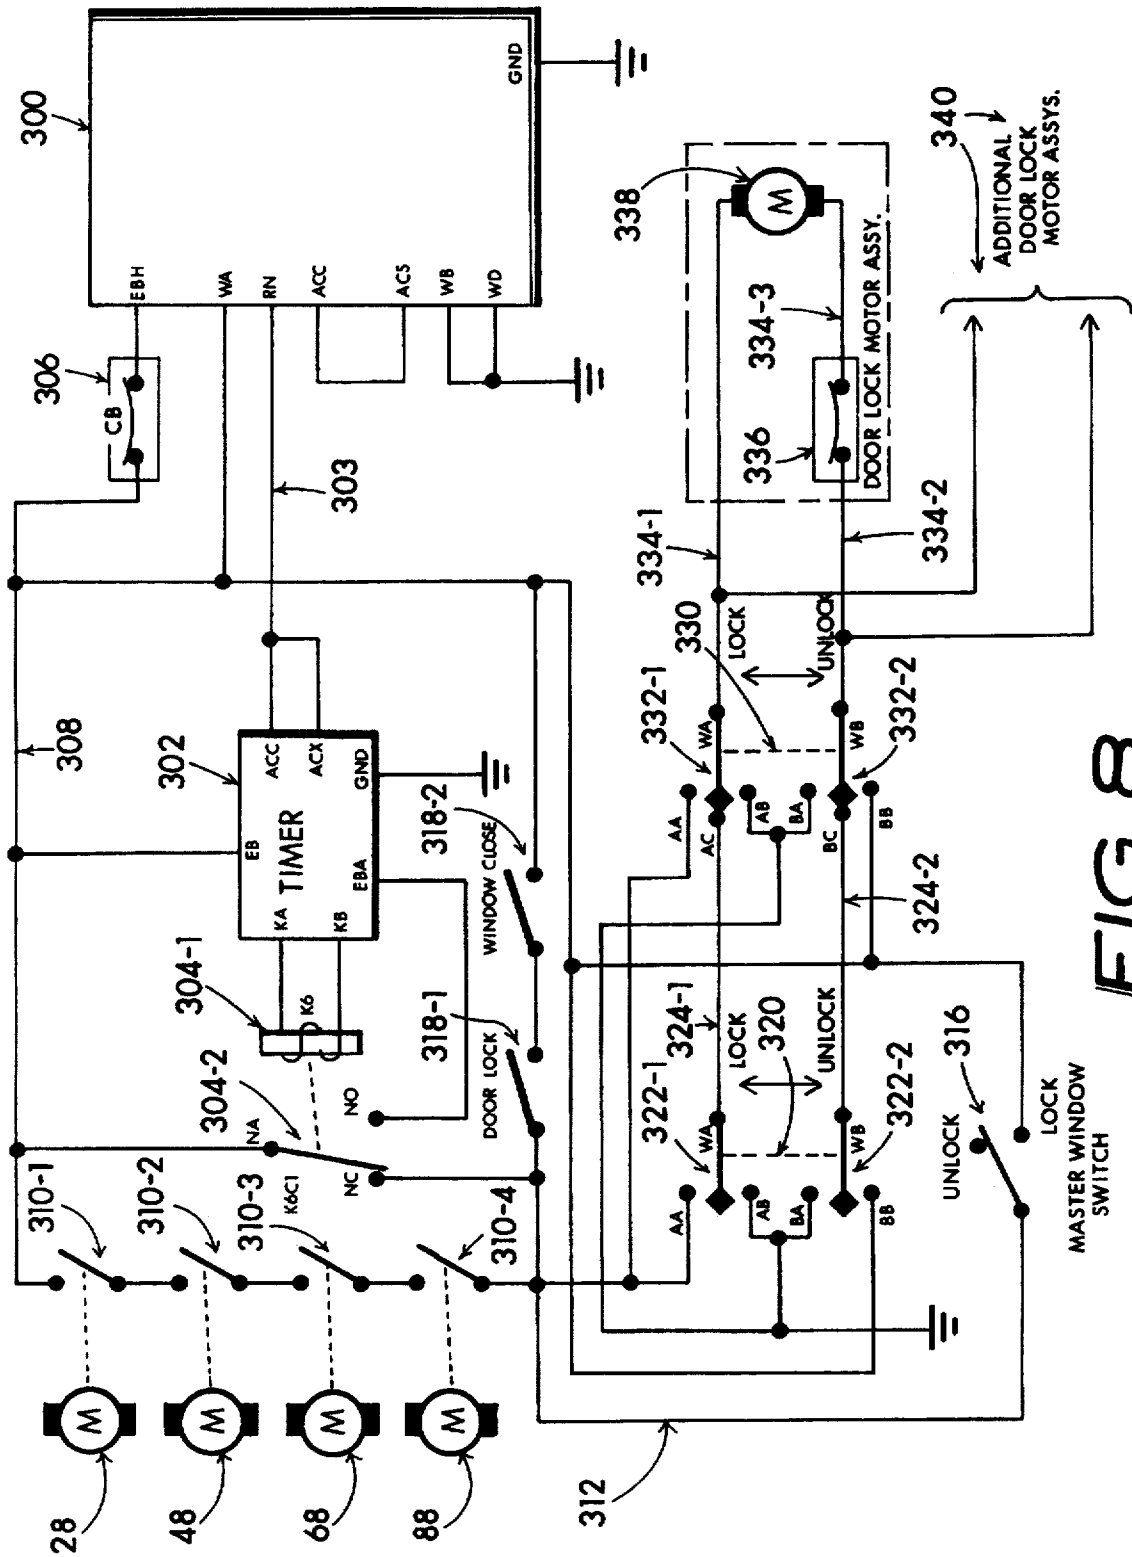 28
48
68
88
310-1
310-2
310-3
310-4
M
M
M
M
K6C1
NA
NC
NO
304-2
304-1
K6
308
302
TIMER
EB
KA
KB
EBA
GND
ACC
ACX
303
306
CB
300
EBH
WA
RN
ACC
ACS
WB
WD
GND
318-1
DOOR LOCK
318-2
WINDOW CLOSE
312
AA
AB
BA
BB
WA
WB
322-1
322-2
320
LOCK
UNLOCK
324-1
324-2
AA
AC
AB
BA
BC
BB
WA
WB
332-1
332-2
330
LOCK
UNLOCK
334-1
334-2
334-3
336
338
M
DOOR LOCK MOTOR ASSY.
340
ADDITIONAL
DOOR LOCK
MOTOR ASSYS.
316
UNLOCK
LOCK
MASTER WINDOW
SWITCH
FIG 8